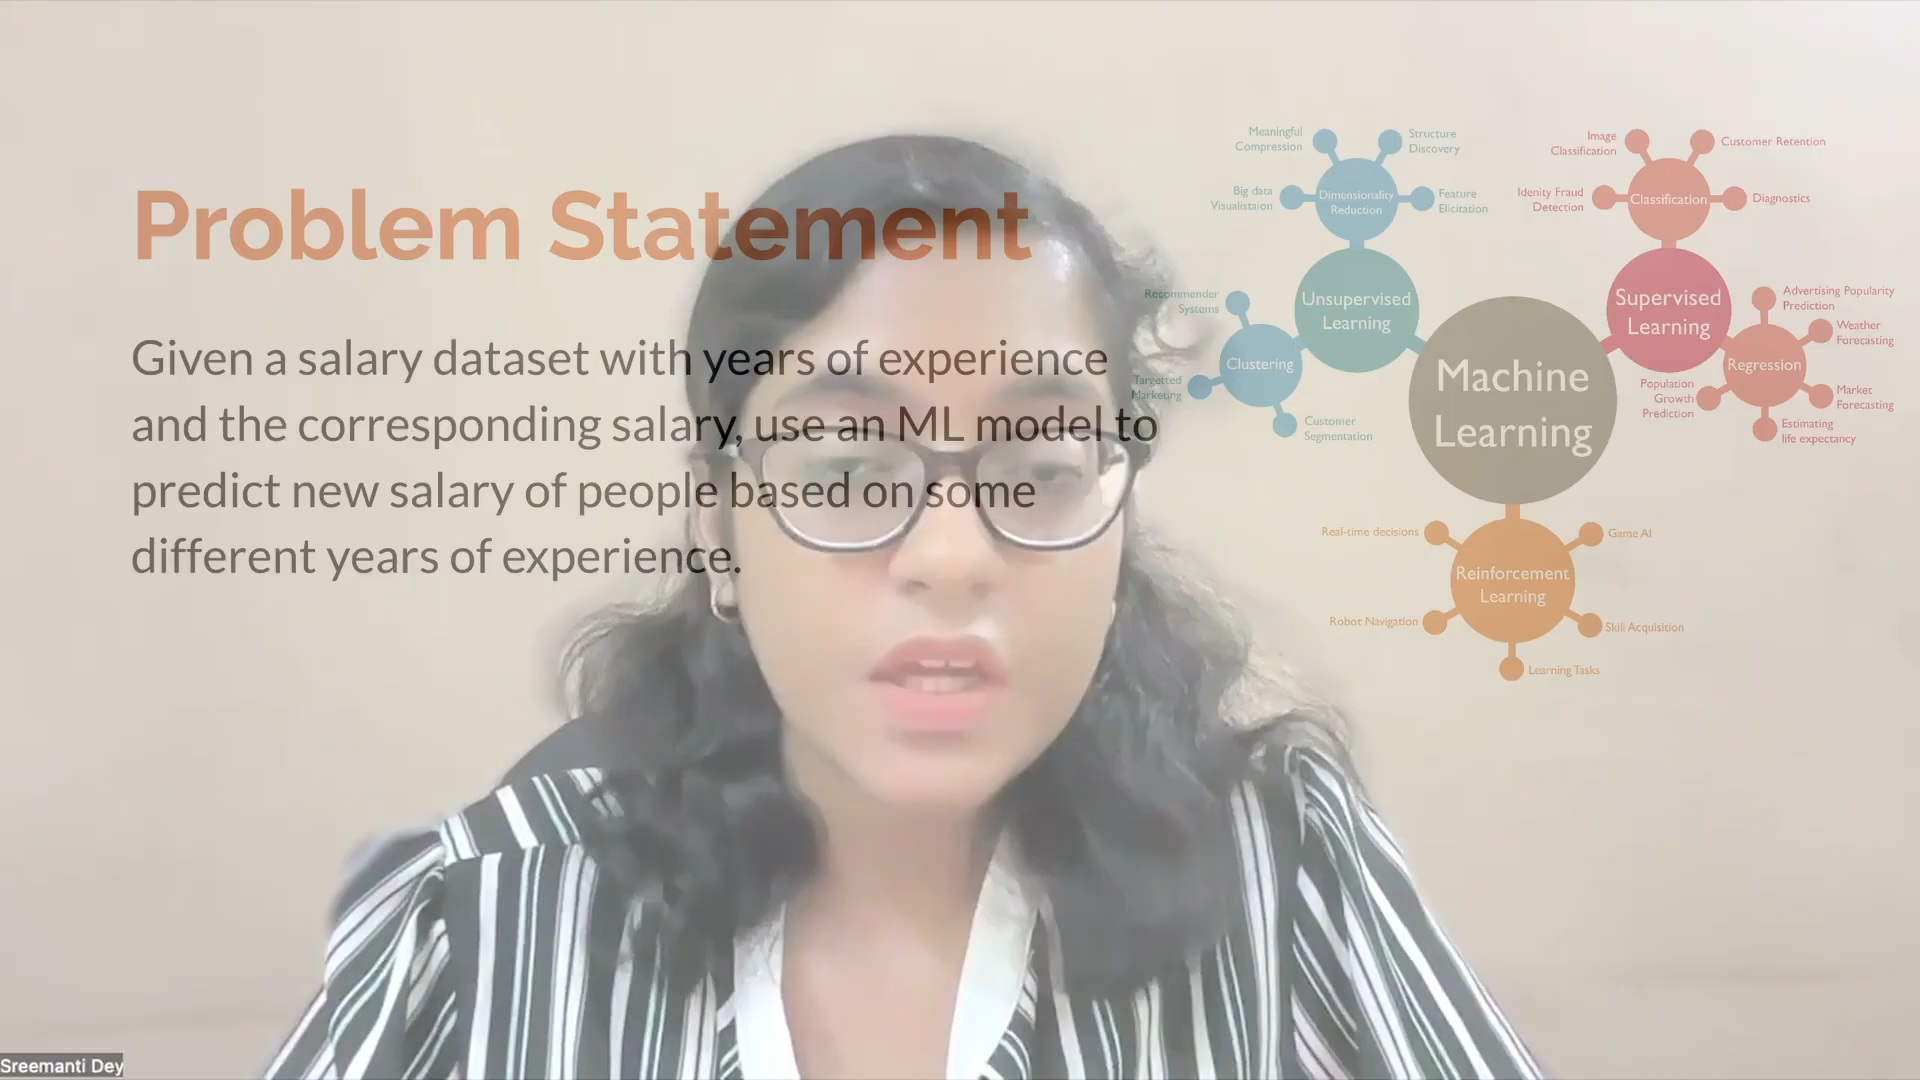 Problem Statement
Given a salary dataset with years of experience
and the corresponding salary, use an ML model to
predict new salary of people based on some
different years of experience.
Meaningful
Compression
Structure
Discovery
Big data
Visualistaion
Dimensionality
Reduction
Feature
Elicitation
Recommender
Systems
Unsupervised
Learning
Clustering
Targetted
Marketing
Customer
Segmentation
Image
Classification
Customer Retention
Idenity Fraud
Detection
Classification
Diagnostics
Supervised
Learning
Advertising Popularity
Prediction
Weather
Forecasting
Regression
Population
Growth
Prediction
Market
Forecasting
Estimating
life expectancy
Machine
Learning
Real-time decisions
Game AI
Reinforcement
Learning
Robot Navigation
Skill Acquisition
Learning Tasks
Sreemanti Dey